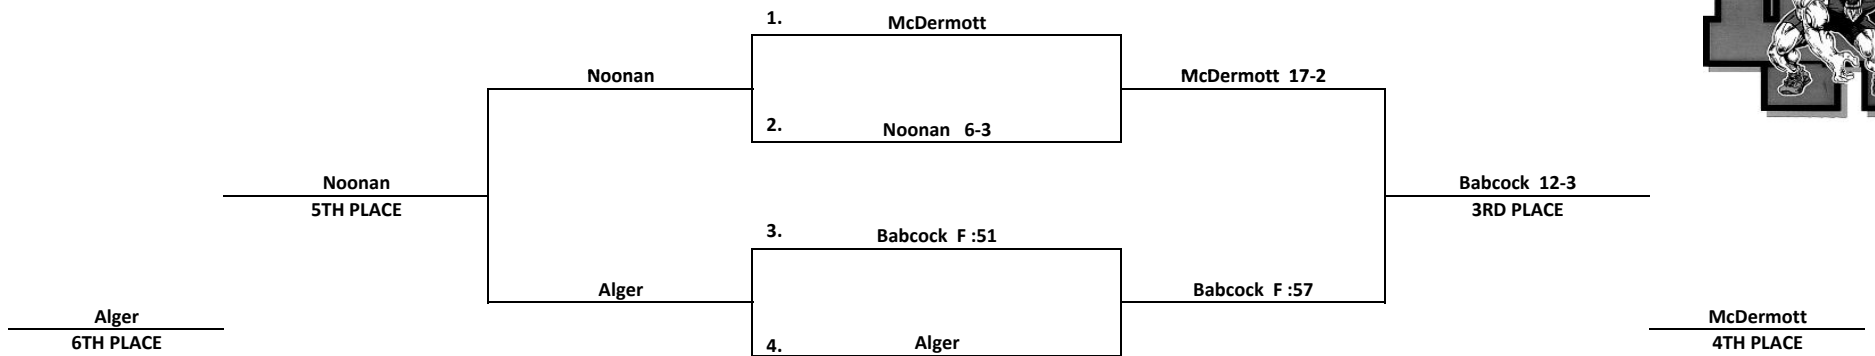 1. McDermott
Noonan
McDermott 17-2
2. Noonan 6-3
Noonan
5TH PLACE
Babcock 12-3
3RD PLACE
3. Babcock F :51
Alger
Babcock F :57
Alger
6TH PLACE
4. Alger
McDermott
4TH PLACE